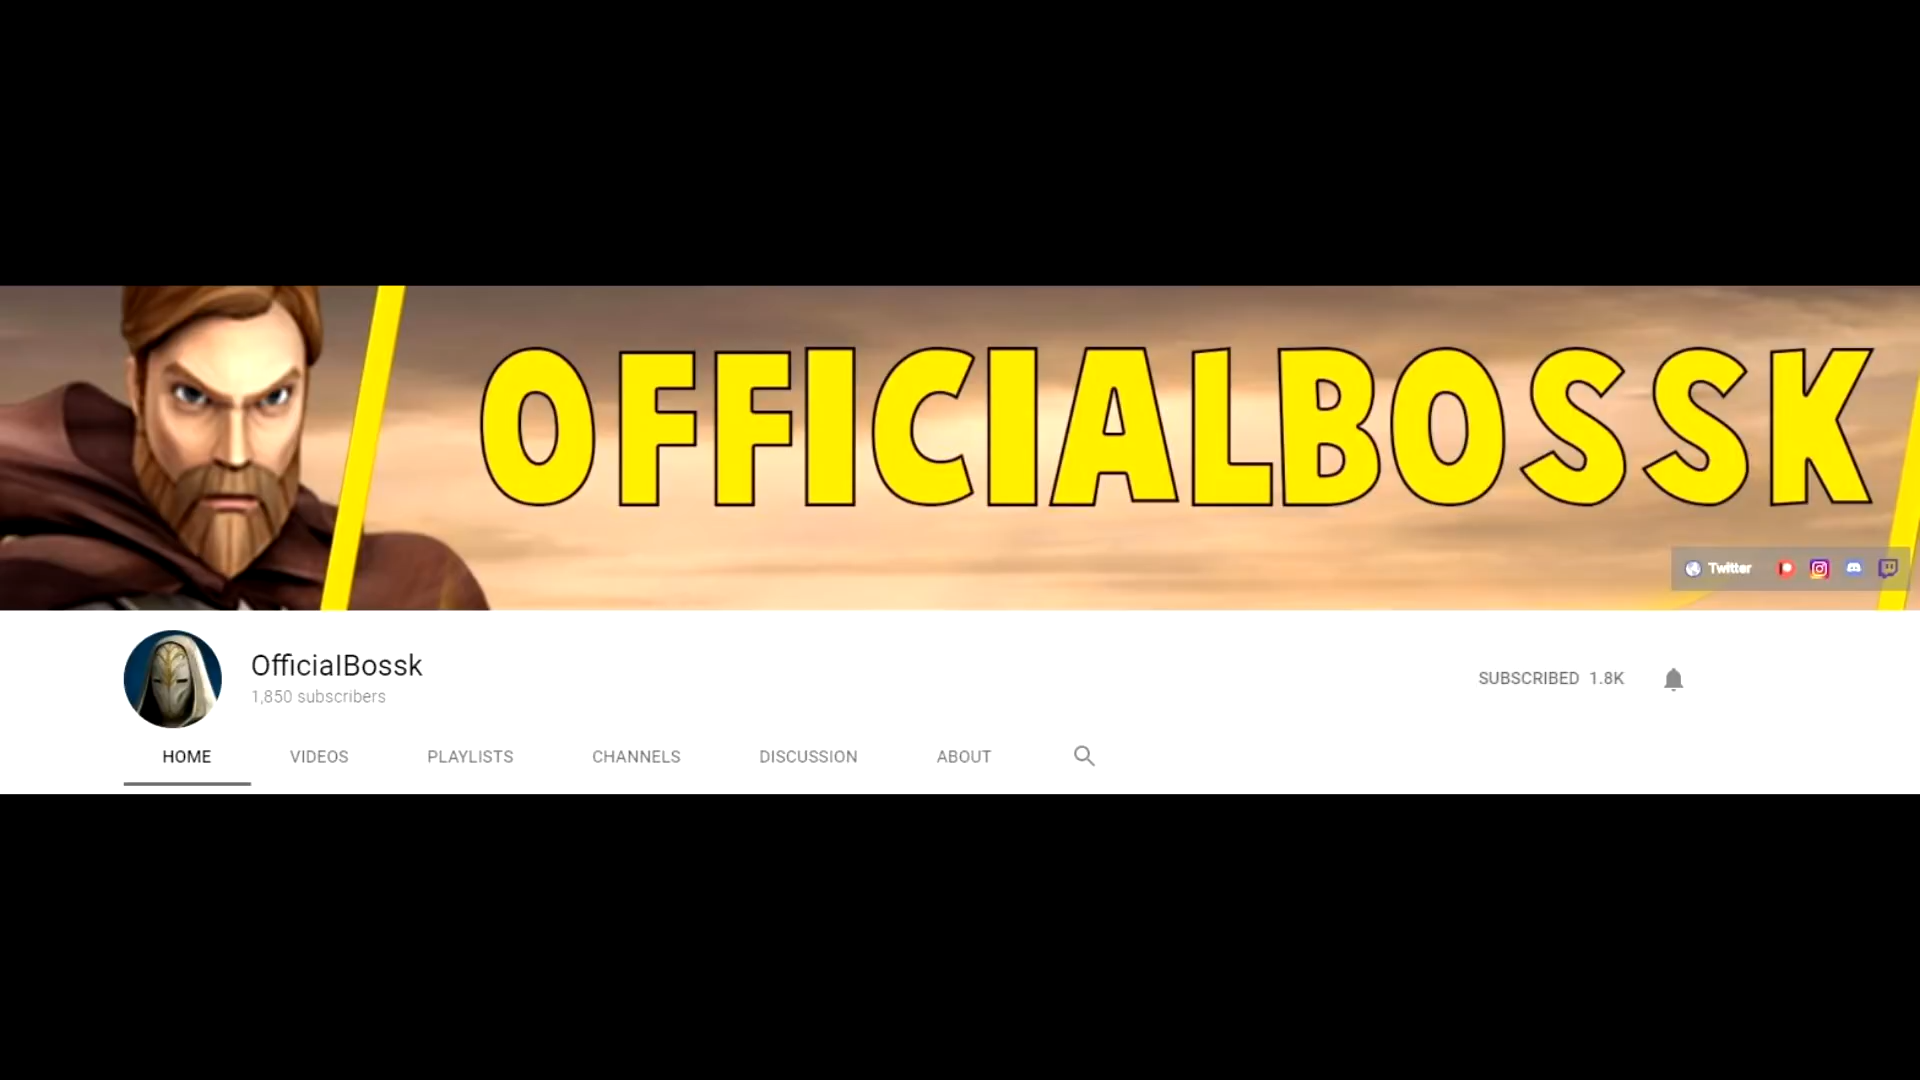 OFFICIALBOSSK
Twitter
OfficialBossk
1,850 subscribers
SUBSCRIBED 1.8K
HOME VIDEOS PLAYLISTS CHANNELS DISCUSSION ABOUT